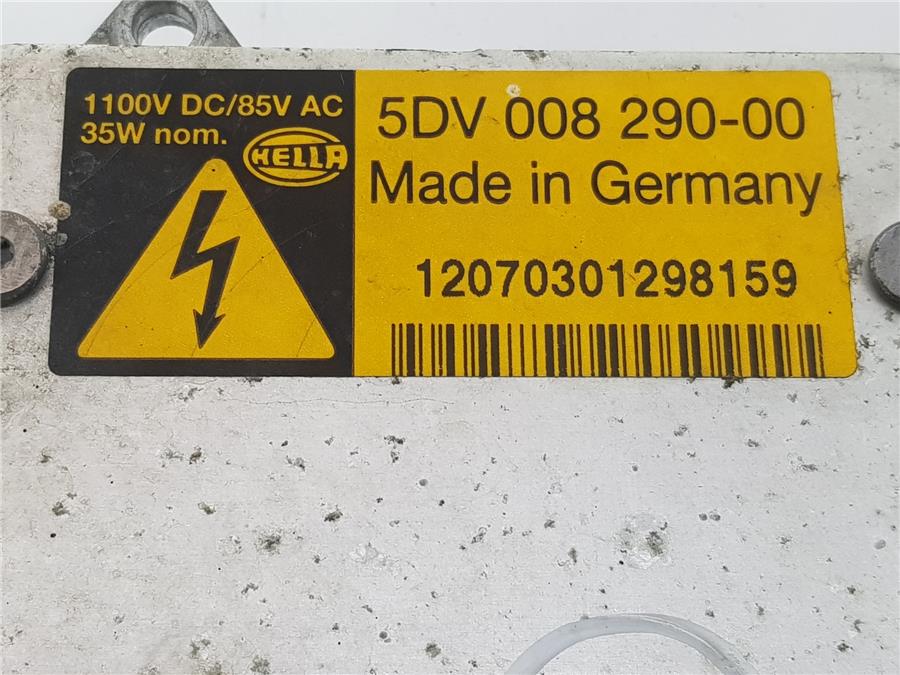 1100V DC/85V AC
35W nom.
HELLA
5DV 008 290-00
Made in Germany
12070301298159